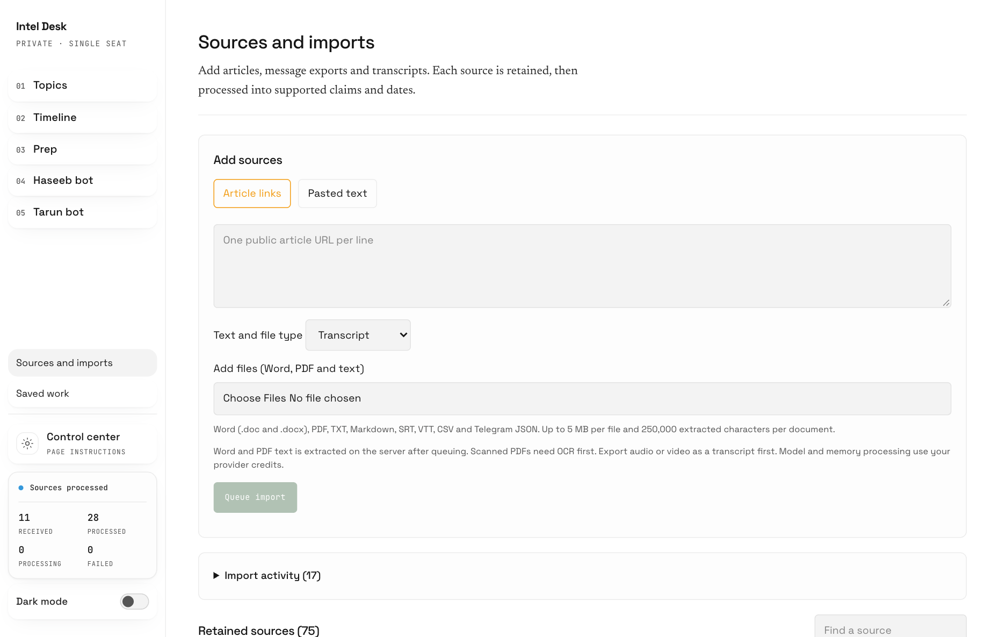 Intel Desk
PRIVATE · SINGLE SEAT
01 Topics
02 Timeline
03 Prep
04 Haseeb bot
05 Tarun bot
Sources and imports
Saved work
Control center
PAGE INSTRUCTIONS
Sources processed
11 28
RECEIVED PROCESSED
0 0
PROCESSING FAILED
Dark mode
Sources and imports
Add articles, message exports and transcripts. Each source is retained, then
processed into supported claims and dates.
Add sources
Article links Pasted text
One public article URL per line
Text and file type Transcript
Add files (Word, PDF and text)
Choose Files No file chosen
Word (.doc and .docx), PDF, TXT, Markdown, SRT, VTT, CSV and Telegram JSON. Up to 5 MB per file and 250,000 extracted characters per document.
Word and PDF text is extracted on the server after queuing. Scanned PDFs need OCR first. Export audio or video as a transcript first. Model and memory processing use your
provider credits.
Queue import
Import activity (17)
Retained sources (75)
Find a source